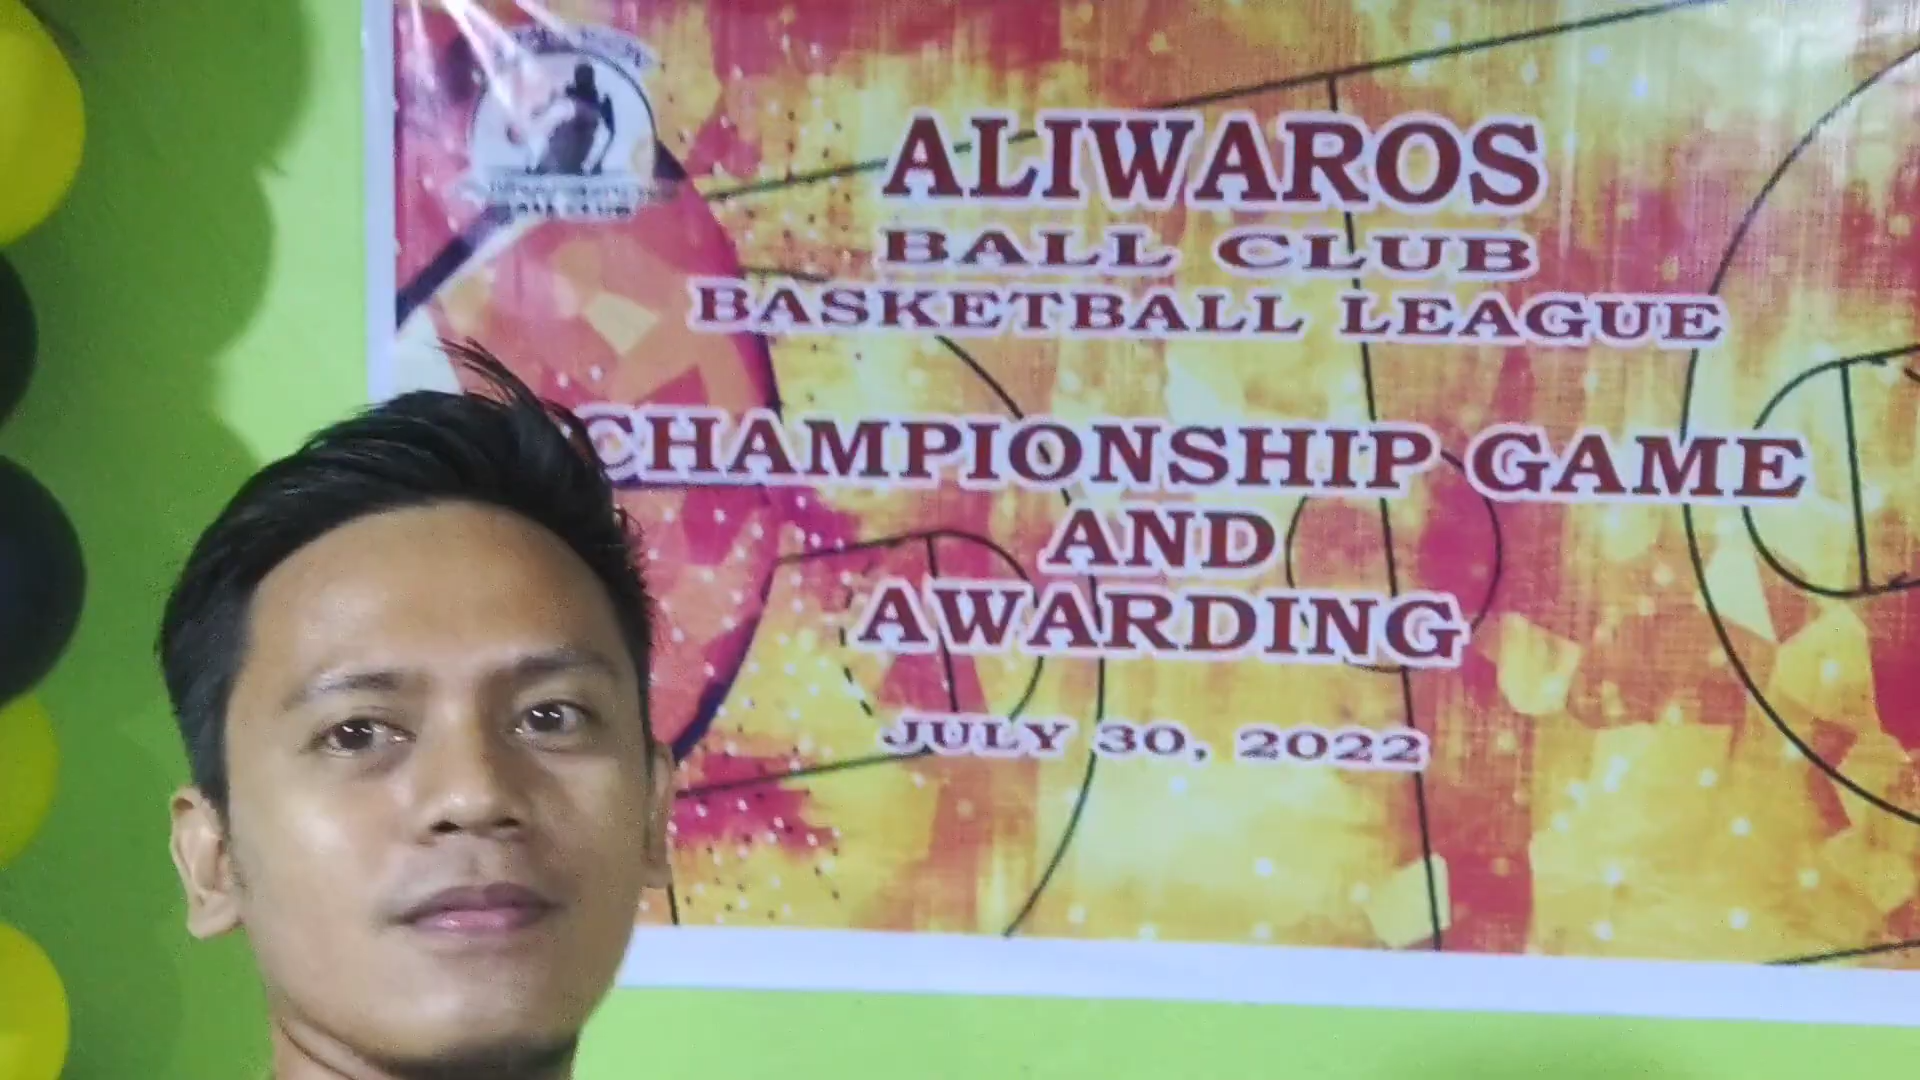 ALIWAROS
BALL CLUB
BASKETBALL LEAGUE
CHAMPIONSHIP GAME
AND
AWARDING
JULY 30, 2022